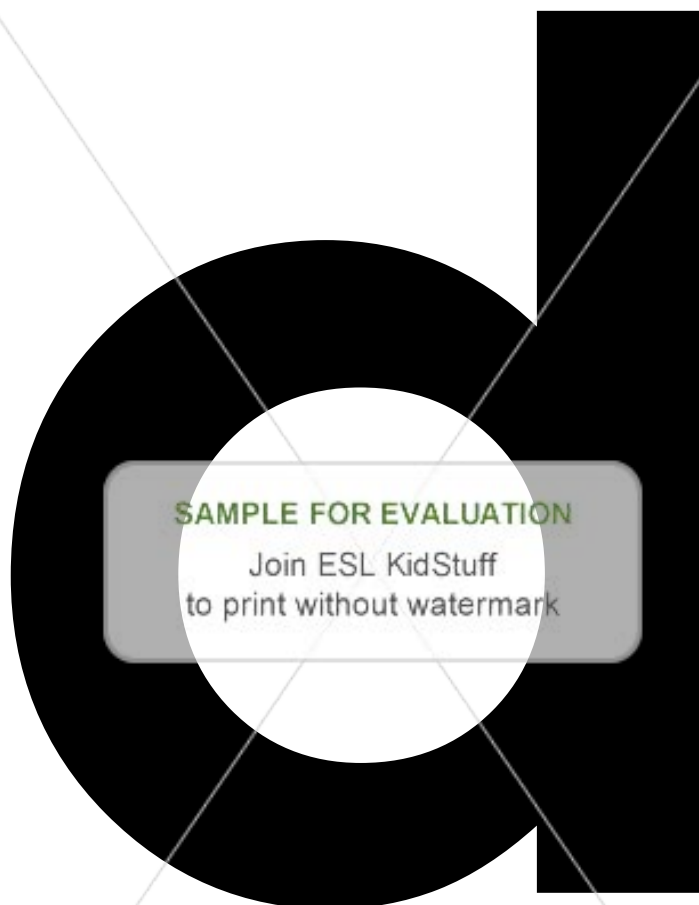 d
SAMPLE FOR EVALUATION
Join ESL KidStuff
to print without watermark